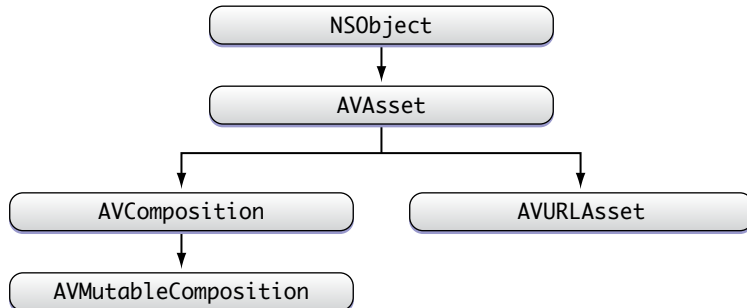 NSObject
AVAsset
AVComposition
AVURLAsset
AVMutableComposition